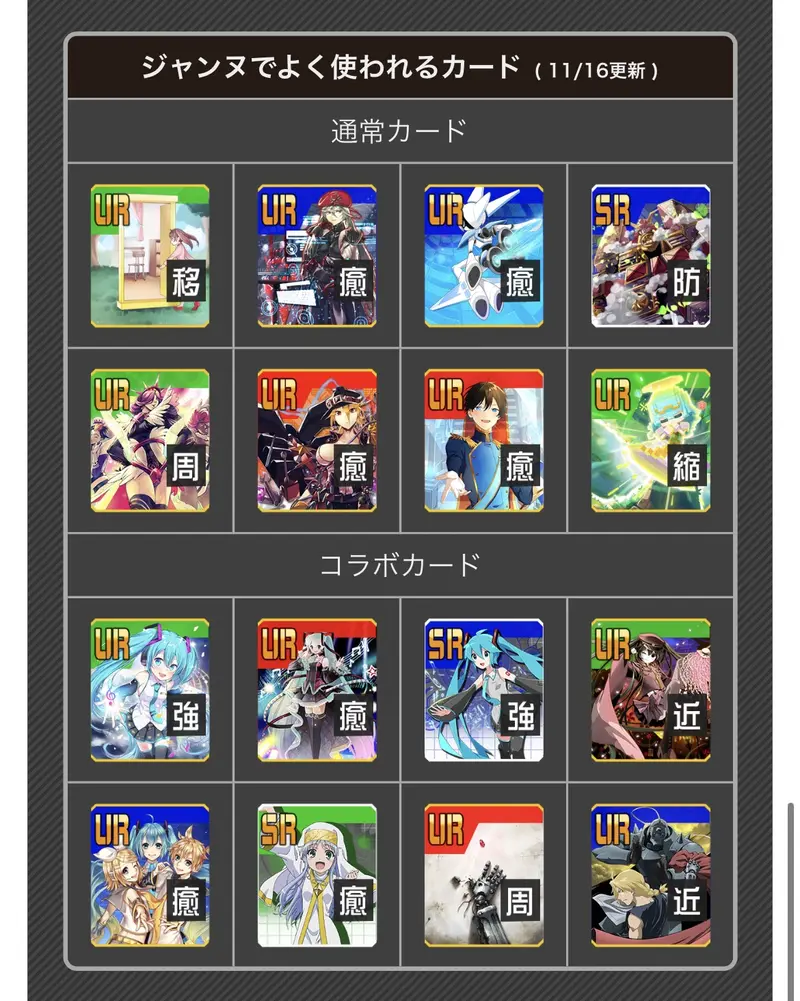 ジャンヌでよく使われるカード ( 11/16更新 )
通常カード
UR 移
UR 癒
UR 癒
SR 防
UR 周
UR 癒
UR 癒
UR 縮
コラボカード
UR 強
UR 癒
SR 強
UR 近
UR 癒
SR 癒
UR 周
UR 近